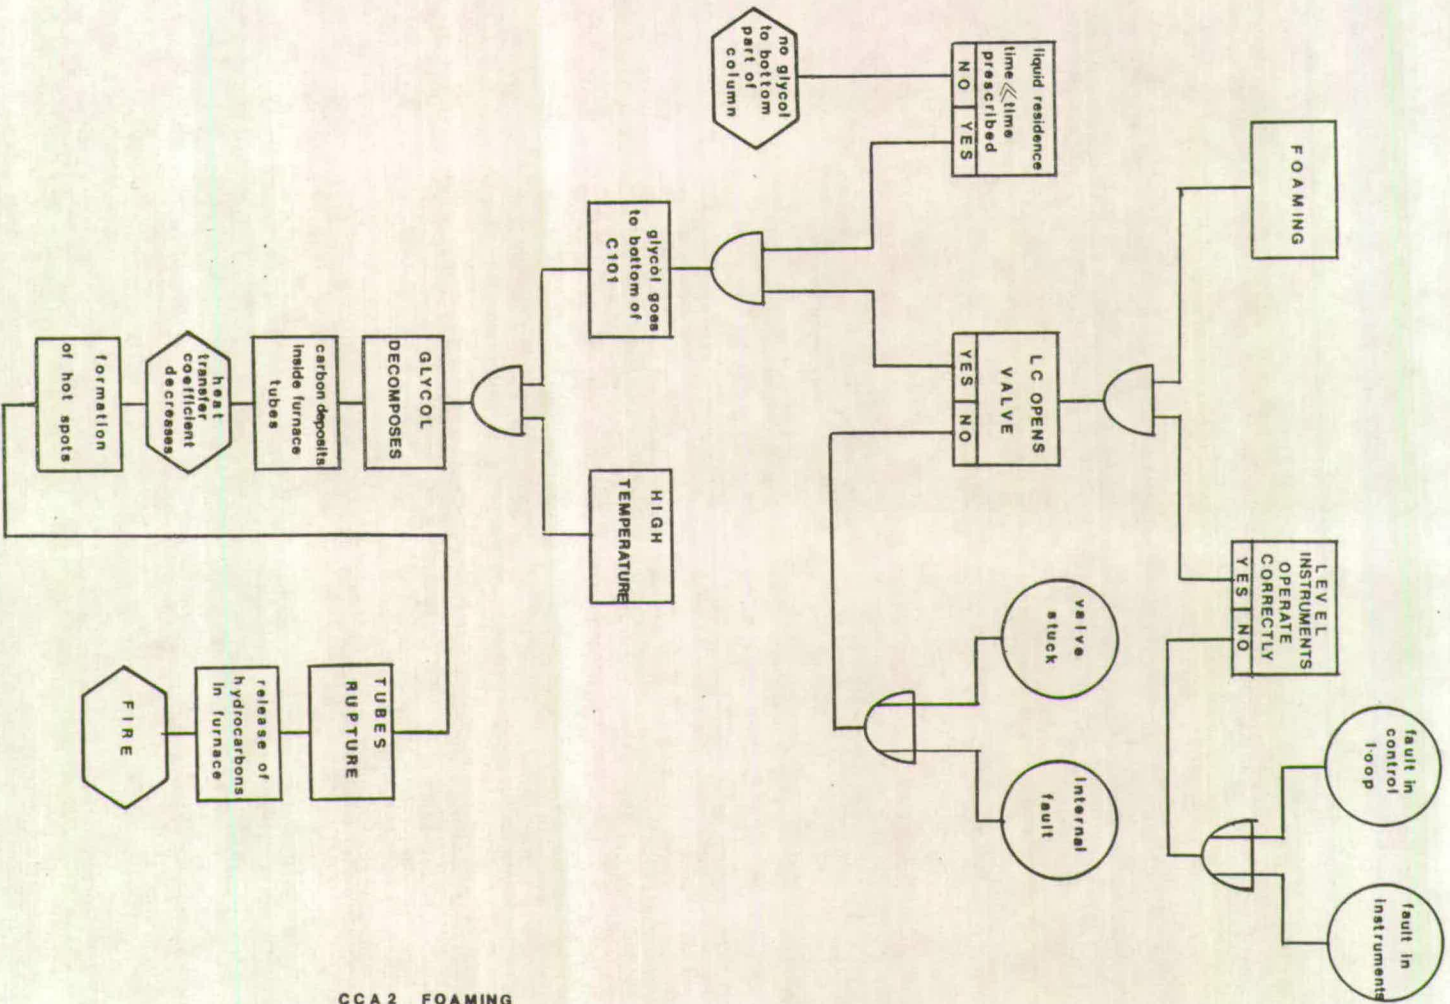 FOAMING
LEVEL
INSTRUMENTS
OPERATE
CORRECTLY
YES NO
fault in
control
loop
fault in
instruments
liquid residence
time≪time
prescribed
NO YES
LC OPENS
VALVE
YES NO
valve
stuck
internal
fault
no glycol
to bottom
part of
column
glycol goes
to bottom of
C101
HIGH
TEMPERATURE
GLYCOL
DECOMPOSES
carbon deposits
inside furnace
tubes
heat
transfer
coefficient
decreases
formation
of hot spots
TUBES
RUPTURE
release of
hydrocarbons
in furnace
FIRE
CCA2 FOAMING